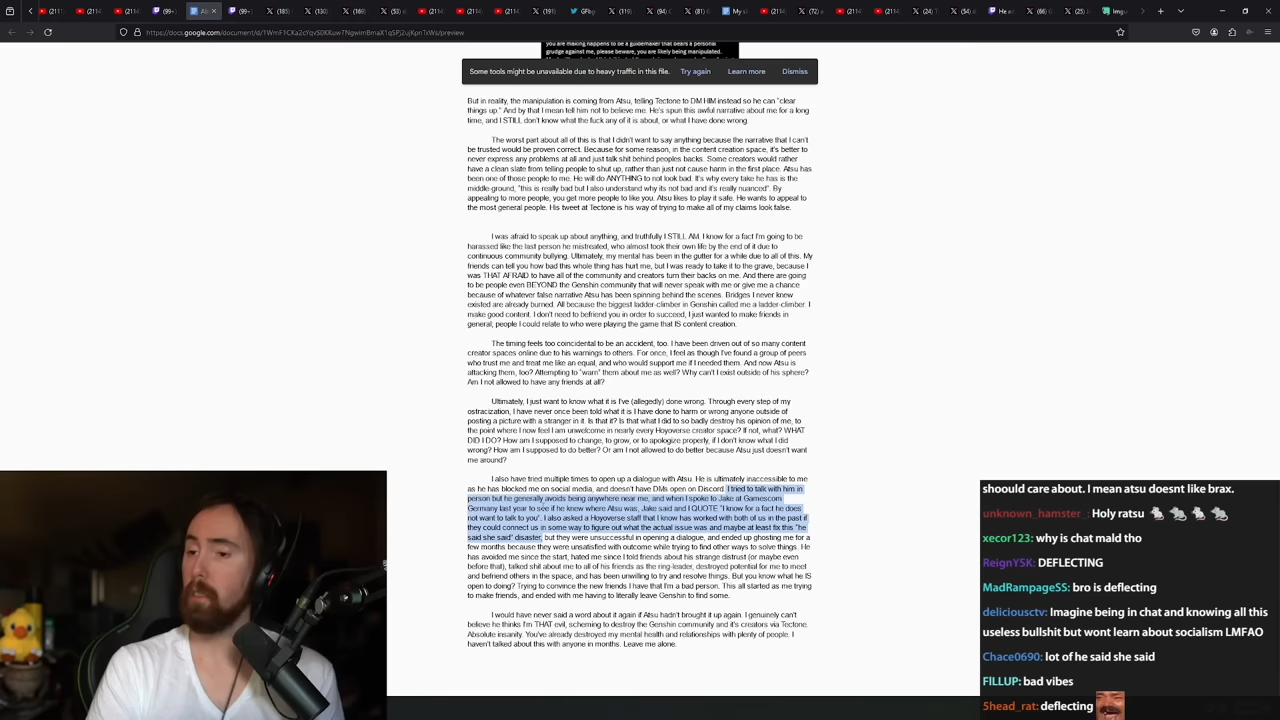 https://docs.google.com/document/d/1WmF1CXa2cYqvS0KKuw7NgwimBmaX1qSPj2ujKpnTxWs/preview
you are making happens to be a guidemaker that bears a personal
grudge against me, please beware, you are likely being manipulated.
Some tools might be unavailable due to heavy traffic in this file. Try again Learn more Dismiss
But in reality, the manipulation is coming from Atsu, telling Tectone to DM HIM instead so he can "clear
things up." And by that I mean tell him not to believe me. He's spun this awful narrative about me for a long
time, and I STILL don't know what the fuck any of it is about, or what I have done wrong.
The worst part about all of this is that I didn't want to say anything because the narrative that I can't
be trusted would be proven correct. Because for some reason, in the content creation space, it's better to
never express any problems at all and just talk shit behind peoples backs. Some creators would rather
have a clean slate from telling people to shut up, rather than just not cause harm in the first place. Atsu has
been one of those people to me. He will do ANYTHING to not look bad. It's why every take he has is the
middle-ground, "this is really bad but I also understand why its not bad and it's really nuanced". By
appealing to more people, you get more people to like you. Atsu likes to play it safe. He wants to appeal to
the most general people. His tweet at Tectone is his way of trying to make all of my claims look false.
I was afraid to speak up about anything, and truthfully I STILL AM. I know for a fact I'm going to be
harassed like the last person he mistreated, who almost took their own life by the end of it due to
continuous community bullying. Ultimately, my mental has been in the gutter for a while due to all of this. My
friends can tell you how bad this whole thing has hurt me, but I was ready to take it to the grave, because I
was THAT AFRAID to have all of the community and creators turn their backs on me. And there are going
to be people even BEYOND the Genshin community that will never speak with me or give me a chance
because of whatever false narrative Atsu has been spinning behind the scenes. Bridges I never knew
existed are already burned. All because the biggest ladder-climber in Genshin called me a ladder-climber. I
make good content. I don't need to befriend you in order to succeed, I just wanted to make friends in
general, people I could relate to who were playing the game that IS content creation.
The timing feels too coincidental to be an accident, too. I have been driven out of so many content
creator spaces online due to his warnings to others. For once, I feel as though I've found a group of peers
who trust me and treat me like an equal, and who would support me if I needed them. And now Atsu is
attacking them, too? Attempting to "warn" them about me as well? Why can't I exist outside of his sphere?
Am I not allowed to have any friends at all?
Ultimately, I just want to know what it is I've (allegedly) done wrong. Through every step of my
ostracization, I have never once been told what it is I have done to harm or wrong anyone outside of
posting a picture with a stranger in it. Is that it? Is that what I did to so badly destroy his opinion of me, to
the point where I now feel I am unwelcome in nearly every Hoyoverse creator space? If not, what? WHAT
DID I DO? How am I supposed to change, to grow, or to apologize properly, if I don't know what I did
wrong? How am I supposed to do better? Or am I not allowed to do better because Atsu just doesn't want
me around?
I also have tried multiple times to open up a dialogue with Atsu. He is ultimately inaccessible to me
as he has blocked me on social media, and doesn't have DMs open on Discord. I tried to talk with him in
person but he generally avoids being anywhere near me, and when I spoke to Jake at Gamescom
Germany last year to see if he knew where Atsu was, Jake said and I QUOTE "I know for a fact he does
not want to talk to you". I also asked a Hoyoverse staff that I know has worked with both of us in the past if
they could connect us in some way to figure out what the actual issue was and maybe at least fix this "he
said she said" disaster, but they were unsuccessful in opening a dialogue, and ended up ghosting me for a
few months because they were unsatisfied with outcome while trying to find other ways to solve things. He
has avoided me since the start, hated me since I told friends about his strange distrust (or maybe even
before that), talked shit about me to all of his friends as the ring-leader, destroyed potential for me to meet
and befriend others in the space, and has been unwilling to try and resolve things. But you know what he IS
open to doing? Trying to convince the new friends I have that I'm a bad person. This all started as me trying
to make friends, and ended with me having to literally leave Genshin to find some.
I would have never said a word about it again if Atsu hadn't brought it up again. I genuinely can't
believe he thinks I'm THAT evil, scheming to destroy the Genshin community and it's creators via Tectone.
Absolute insanity. You've already destroyed my mental health and relationships with plenty of people. I
haven't talked about this with anyone in months. Leave me alone.
should care about. I mean asmon doesnt like brax.
unknown_hamster_:
xecor123: why is chat mald tho
ReignYSK: DEFLECTING
MadRampageSS: bro is deflecting
deliciousctv: Imagine being in chat and knowing all this
useless bullshit but won't learn about socialism LMFAO
Chace0690: lot of he said she said
FILLUP: bad vibes
5head_rat: deflecting